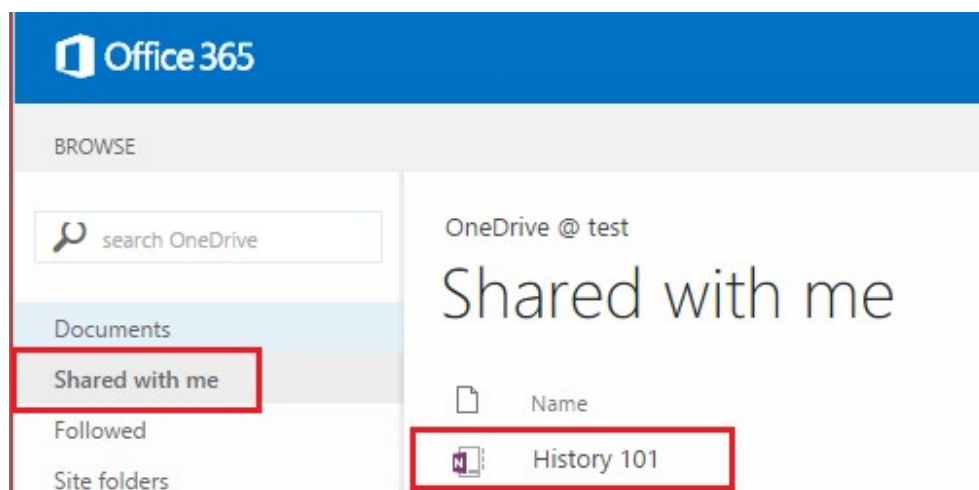 Office 365
BROWSE
search OneDrive
Documents
Shared with me
Followed
Site folders
OneDrive @ test
Shared with me
Name
N
History 101